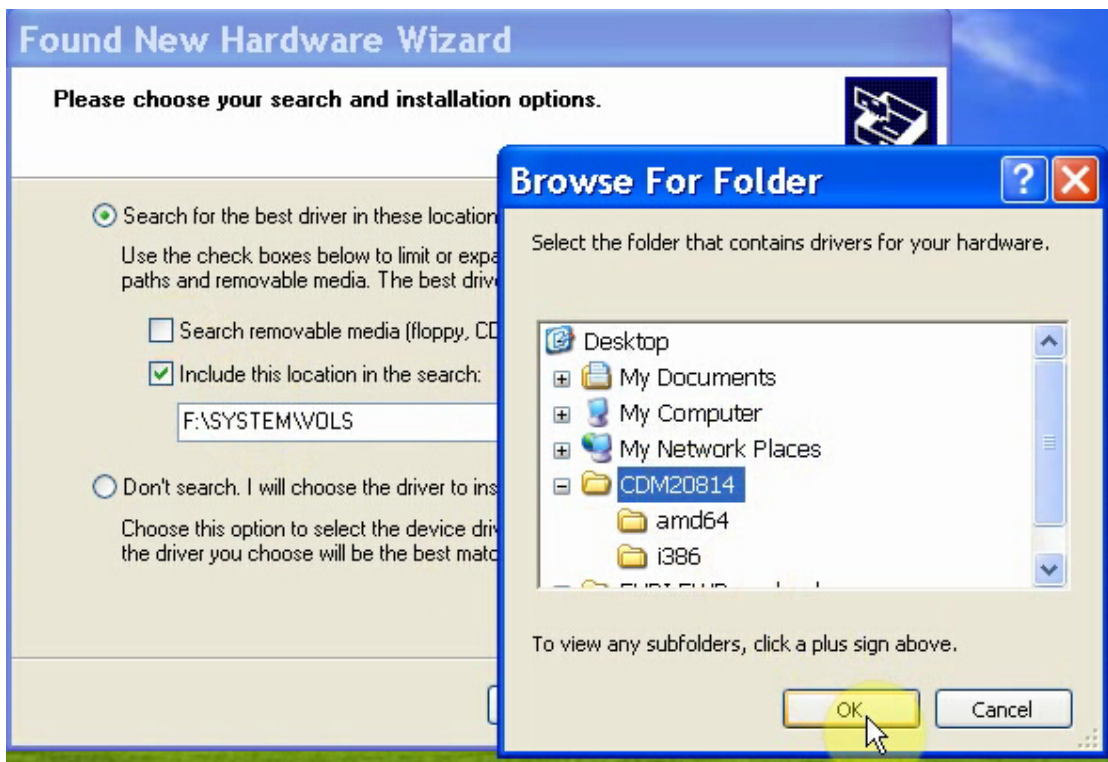 Found New Hardware Wizard
Please choose your search and installation options.
Search for the best driver in these location
Use the check boxes below to limit or expa
paths and removable media. The best driv
Search removable media (floppy, CD
Include this location in the search:
F:\SYSTEM\VOLS
Don't search. I will choose the driver to ins
Choose this option to select the device driv
the driver you choose will be the best matc
Browse For Folder
Select the folder that contains drivers for your hardware.
Desktop
My Documents
My Computer
My Network Places
CDM20814
amd64
i386
To view any subfolders, click a plus sign above.
OK
Cancel